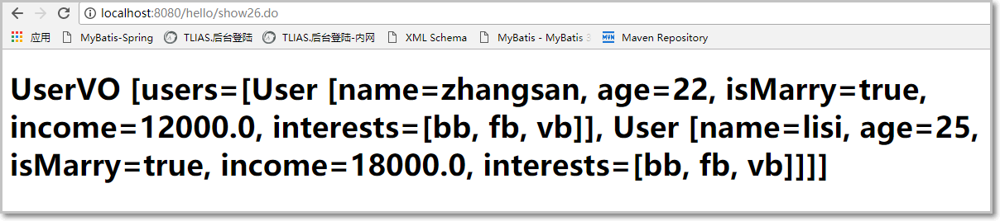 localhost:8080/hello/show26.do
应用 MyBatis-Spring TLIAS.后台登陆 TLIAS.后台登陆-内网 XML Schema MyBatis - MyBatis 3 MVN Maven Repository
UserVO [users=[User [name=zhangsan, age=22, isMarry=true,
income=12000.0, interests=[bb, fb, vb]], User [name=lisi, age=25,
isMarry=true, income=18000.0, interests=[bb, fb, vb]]]]